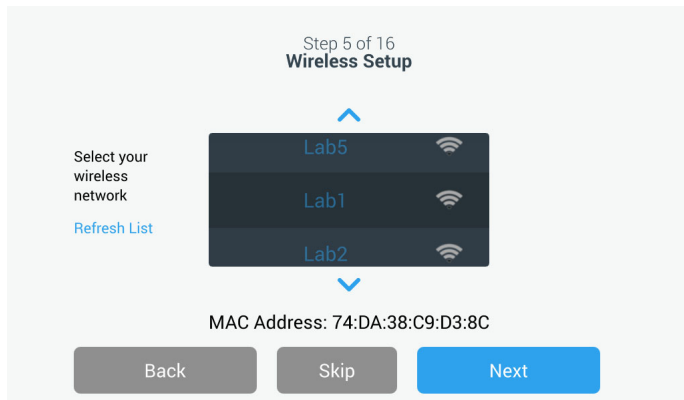 Step 5 of 16
Wireless Setup
Select your
wireless
network
Refresh List
Lab5
Lab1
Lab2
MAC Address: 74:DA:38:C9:D3:8C
Back
Skip
Next